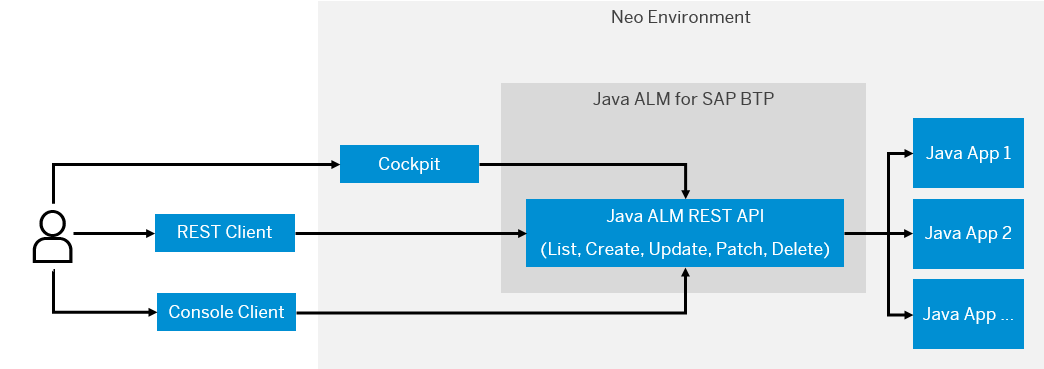 Neo Environment
Java ALM for SAP BTP
Cockpit
REST Client
Console Client
Java ALM REST API
(List, Create, Update, Patch, Delete)
Java App 1
Java App 2
Java App ...